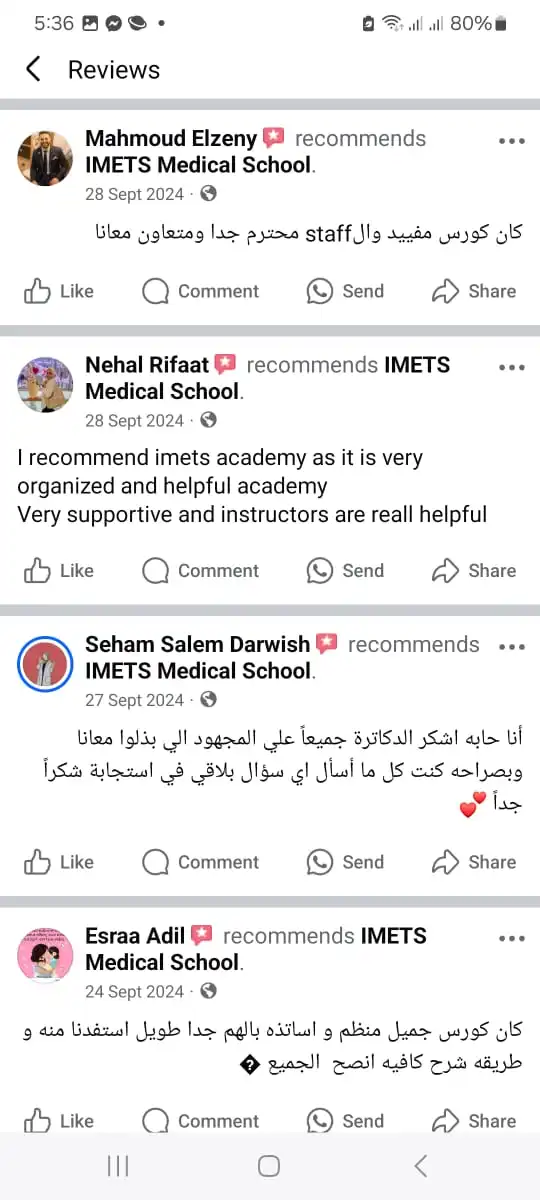 5:36
80%
Reviews
Mahmoud Elzeny recommends
IMETS Medical School.
28 Sept 2024 ·
كان كورس مفييد والstaff محترم جدا ومتعاون معانا
Like Comment Send Share
Nehal Rifaat recommends IMETS
Medical School.
28 Sept 2024 ·
I recommend imets academy as it is very
organized and helpful academy
Very supportive and instructors are reall helpful
Like Comment Send Share
Seham Salem Darwish recommends
IMETS Medical School.
27 Sept 2024 ·
أنا حابه اشكر الدكاترة جميعاً علي المجهود الي بذلوا معانا
وبصراحه كنت كل ما أسأل اي سؤال بلاقي في استجابة شكراً
جداً 💕
Like Comment Send Share
Esraa Adil recommends IMETS
Medical School.
24 Sept 2024 ·
كان كورس جميل منظم و اساتذه بالهم جدا طويل استفدنا منه و
طريقه شرح كافيه انصح الجميع �
Like Comment Send Share